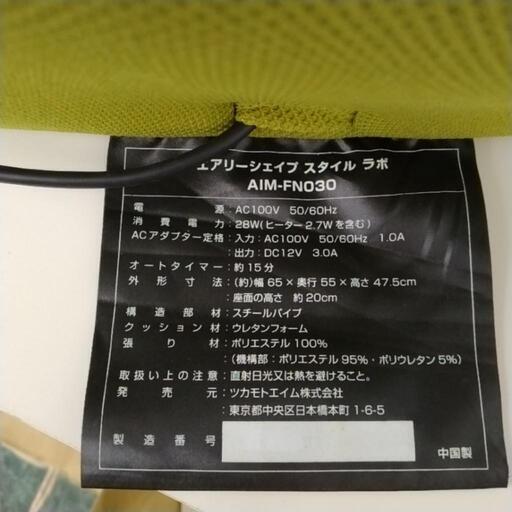 エアリーシェイプ スタイル ラボ
AIM-FN030
電源：AC100V 50/60Hz
消費電力：28W(ヒーター2.7Wを含む)
ACアダプター定格：入力：AC100V 50/60Hz 1.0A
出力：DC12V 3.0A
オートタイマー：約15分
外形寸法：(約)幅65×奥行55×高さ47.5cm
座面の高さ 約20cm
構造部材：スチールパイプ
クッション材：ウレタンフォーム
張り材：ポリエステル100%
(機構部：ポリエステル95%・ポリウレタン5%)
取扱い上の注意：直射日光又は熱を避けること。
発売元：ツカモトエイム株式会社
東京都中央区日本橋本町1-6-5
製造番号：
中国製